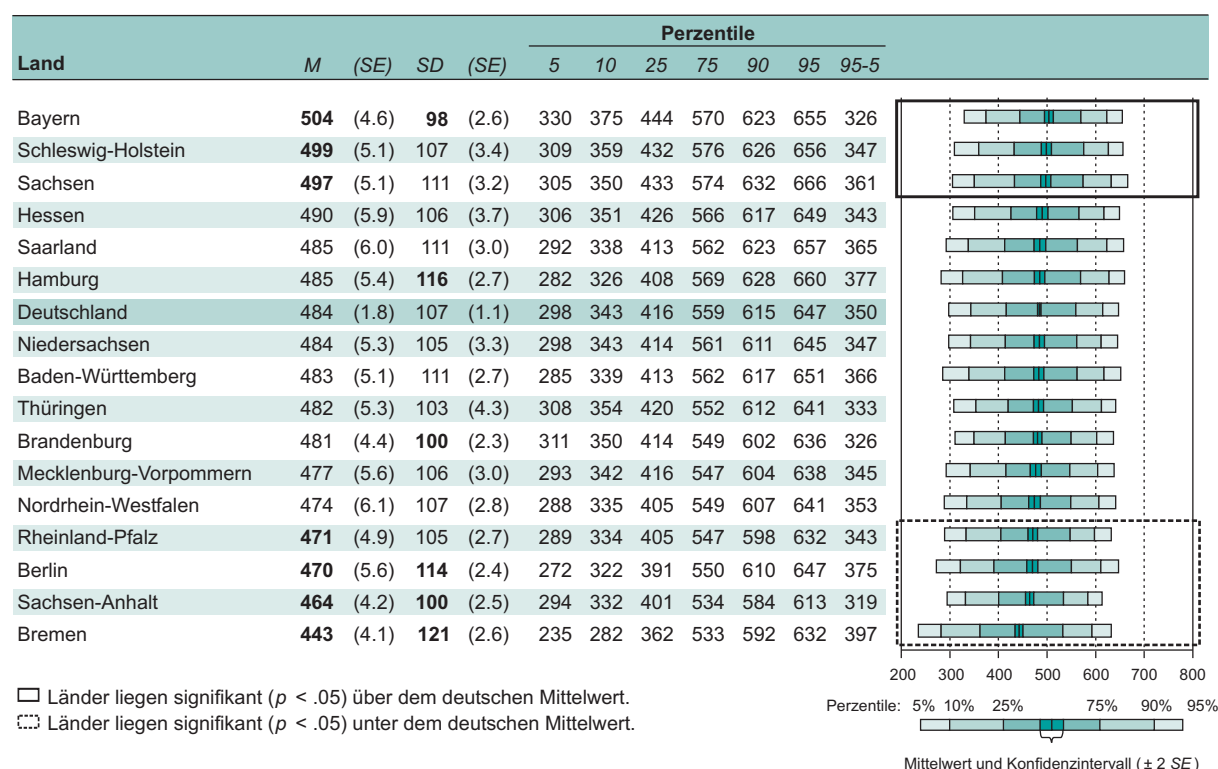 Perzentile
Land M (SE) SD (SE) 5 10 25 75 90 95 95-5
Bayern 504 (4.6) 98 (2.6) 330 375 444 570 623 655 326
Schleswig-Holstein 499 (5.1) 107 (3.4) 309 359 432 576 626 656 347
Sachsen 497 (5.1) 111 (3.2) 305 350 433 574 632 666 361
Hessen 490 (5.9) 106 (3.7) 306 351 426 566 617 649 343
Saarland 485 (6.0) 111 (3.0) 292 338 413 562 623 657 365
Hamburg 485 (5.4) 116 (2.7) 282 326 408 569 628 660 377
Deutschland 484 (1.8) 107 (1.1) 298 343 416 559 615 647 350
Niedersachsen 484 (5.3) 105 (3.3) 298 343 414 561 611 645 347
Baden-Württemberg 483 (5.1) 111 (2.7) 285 339 413 562 617 651 366
Thüringen 482 (5.3) 103 (4.3) 308 354 420 552 612 641 333
Brandenburg 481 (4.4) 100 (2.3) 311 350 414 549 602 636 326
Mecklenburg-Vorpommern 477 (5.6) 106 (3.0) 293 342 416 547 604 638 345
Nordrhein-Westfalen 474 (6.1) 107 (2.8) 288 335 405 549 607 641 353
Rheinland-Pfalz 471 (4.9) 105 (2.7) 289 334 405 547 598 632 343
Berlin 470 (5.6) 114 (2.4) 272 322 391 550 610 647 375
Sachsen-Anhalt 464 (4.2) 100 (2.5) 294 332 401 534 584 613 319
Bremen 443 (4.1) 121 (2.6) 235 282 362 533 592 632 397
200 300 400 500 600 700 800
Länder liegen signifikant (p < .05) über dem deutschen Mittelwert.
Länder liegen signifikant (p < .05) unter dem deutschen Mittelwert.
Perzentile: 5% 10% 25% 75% 90% 95%
Mittelwert und Konfidenzintervall (± 2 SE)